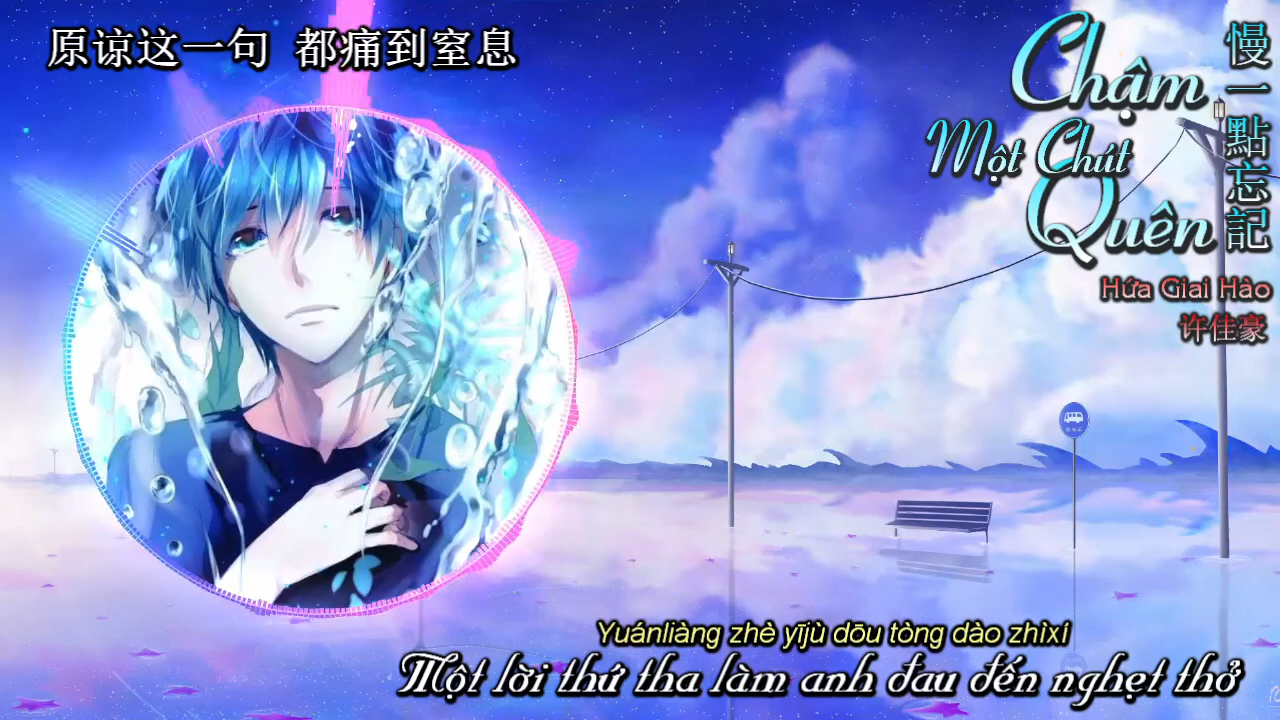 原谅这一句 都痛到窒息
Chậm
Một Chút
Quên
慢一點忘記
Hứa Giai Hào
许佳豪
Yuánliàng zhè yījù dōu tòng dào zhìxí
Một lời thứ tha làm anh đau đến nghẹt thở